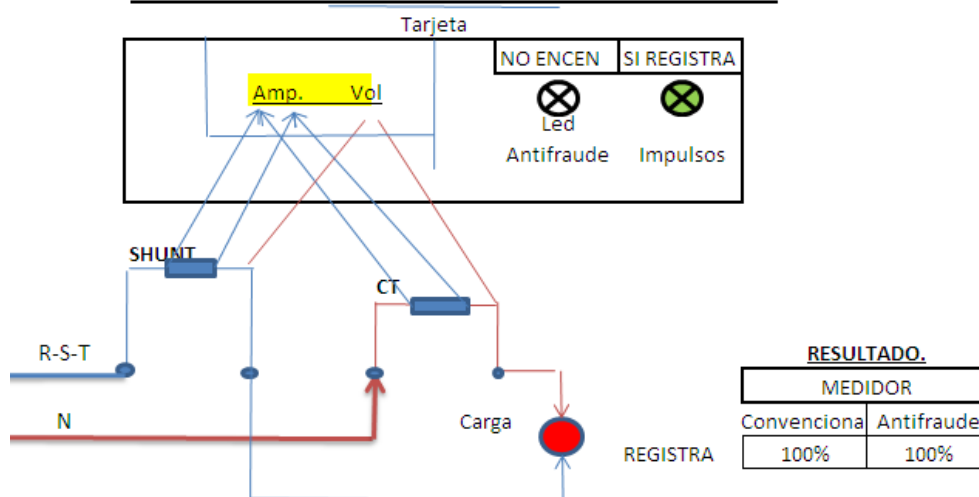 Tarjeta
NO ENCEN SI REGISTRA
Amp. Vol
Led
Antifraude Impulsos
SHUNT
CT
R-S-T
RESULTADO.
MEDIDOR
N
Carga
Convenciona Antifraude
REGISTRA 100% 100%